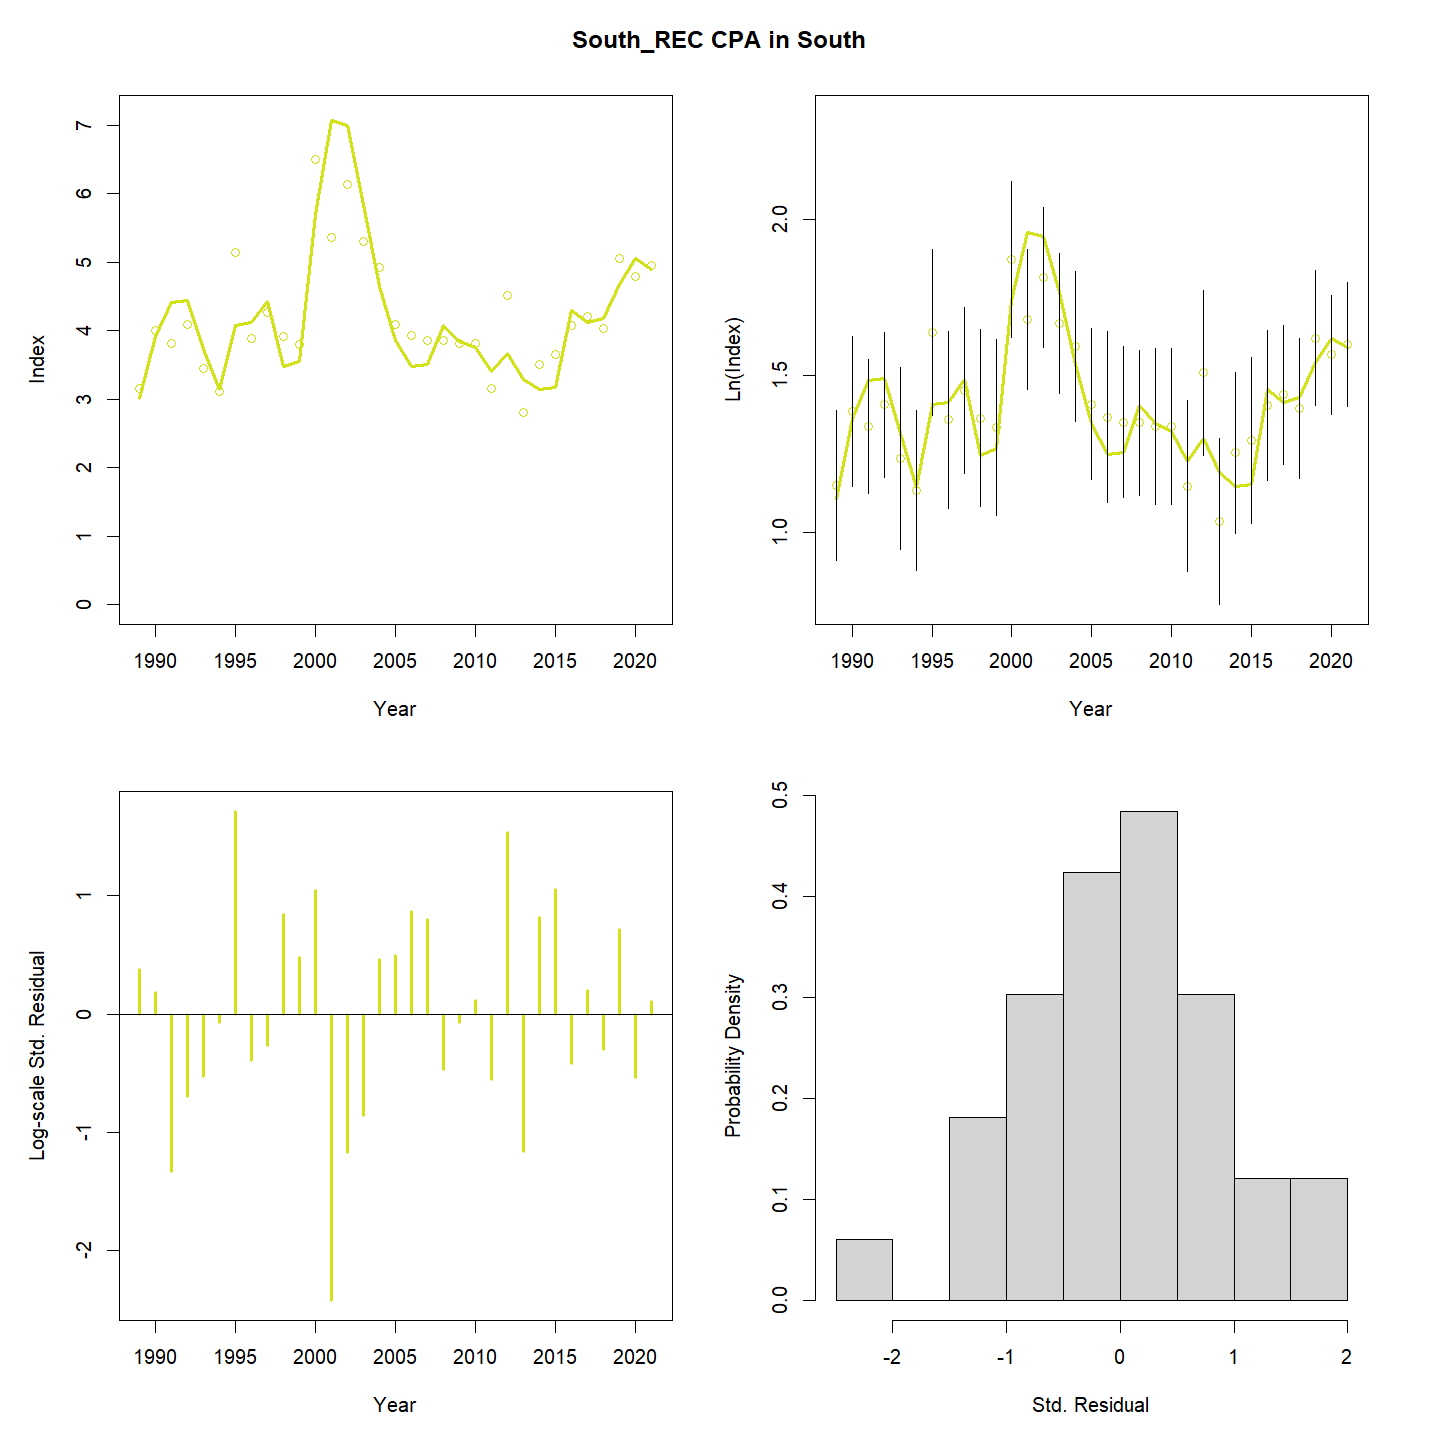 South_REC CPA in South
Index
7
6
5
4
3
2
1
0
1990 1995 2000 2005 2010 2015 2020
Year
Ln(Index)
2.0
1.5
1.0
1990 1995 2000 2005 2010 2015 2020
Year
Log-scale Std. Residual
1
0
-1
-2
1990 1995 2000 2005 2010 2015 2020
Year
Probability Density
0.5
0.4
0.3
0.2
0.1
0.0
-2 -1 0 1 2
Std. Residual